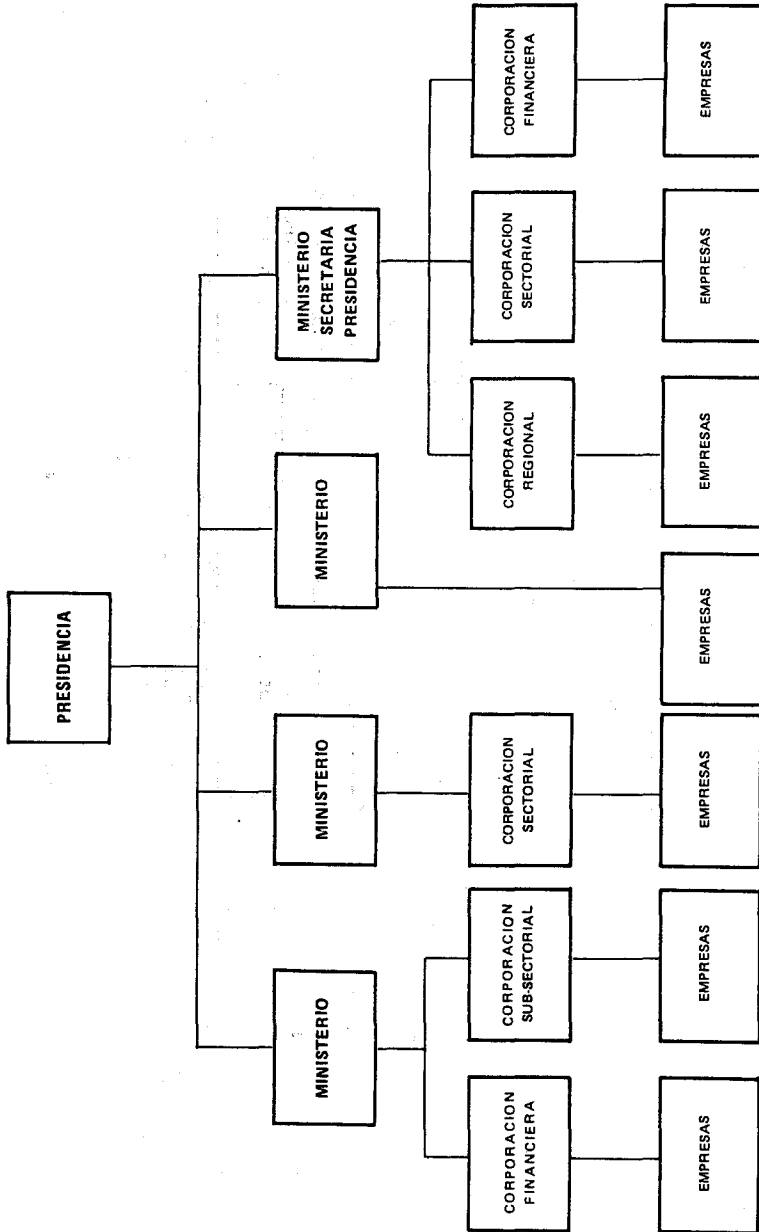 PRESIDENCIA
MINISTERIO
MINISTERIO
MINISTERIO
MINISTERIO
SECRETARIA
PRESIDENCIA
CORPORACION
FINANCIERA
CORPORACION
SUB-SECTORIAL
CORPORACION
SECTORIAL
CORPORACION
REGIONAL
CORPORACION
SECTORIAL
CORPORACION
FINANCIERA
EMPRESAS
EMPRESAS
EMPRESAS
EMPRESAS
EMPRESAS
EMPRESAS
EMPRESAS